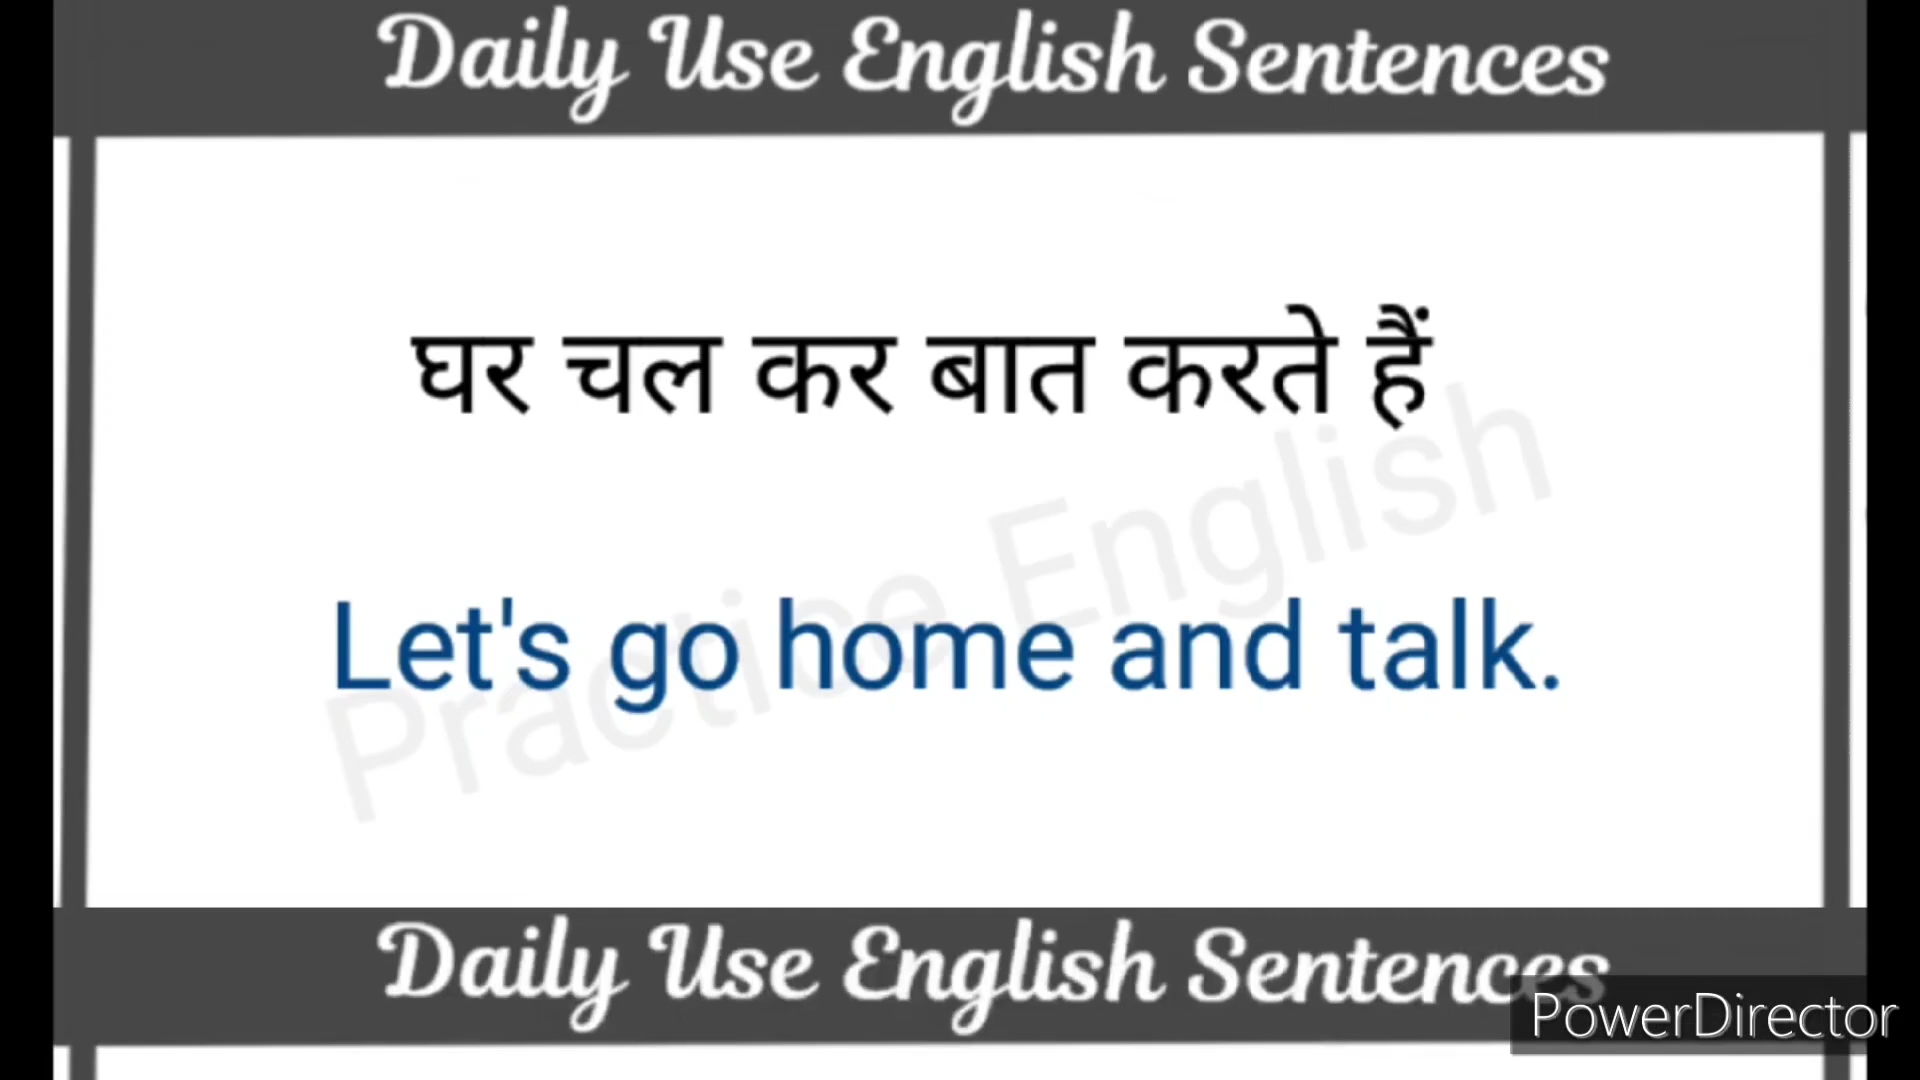 Daily Use English Sentences
घर चल कर बात करते हैं
Practice English
Let's go home and talk.
Daily Use English Sentences
PowerDirector